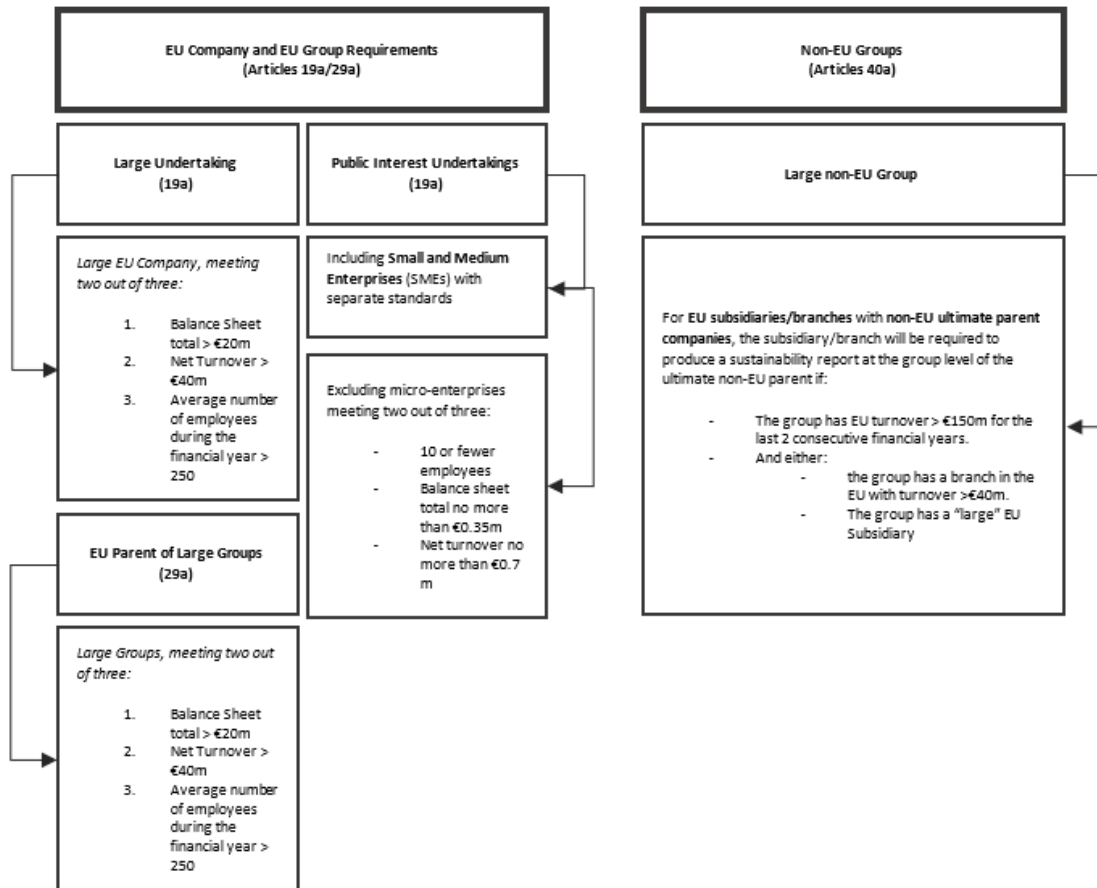 EU Company and EU Group Requirements
(Articles 19a/29a)
Non-EU Groups
(Articles 40a)
Large Undertaking
(19a)
Public Interest Undertakings
(19a)
Large non-EU Group
Large EU Company, meeting
two out of three:
1. Balance Sheet
total > €20m
2. Net Turnover >
€40m
3. Average number
of employees
during the
financial year >
250
Including Small and Medium
Enterprises (SMEs) with
separate standards
Excluding micro-enterprises
meeting two out of three:
- 10 or fewer
employees
- Balance sheet
total no more
than €0.35m
- Net turnover no
more than €0.7
m
For EU subsidiaries/branches with non-EU ultimate parent
companies, the subsidiary/branch will be required to
produce a sustainability report at the group level of the
ultimate non-EU parent if:
- The group has EU turnover > €150m for the
last 2 consecutive financial years.
- And either:
- the group has a branch in the
EU with turnover >€40m.
- The group has a “large” EU
Subsidiary
EU Parent of Large Groups
(29a)
Large Groups, meeting two out
of three:
1. Balance Sheet
total > €20m
2. Net Turnover >
€40m
3. Average number
of employees
during the
financial year >
250